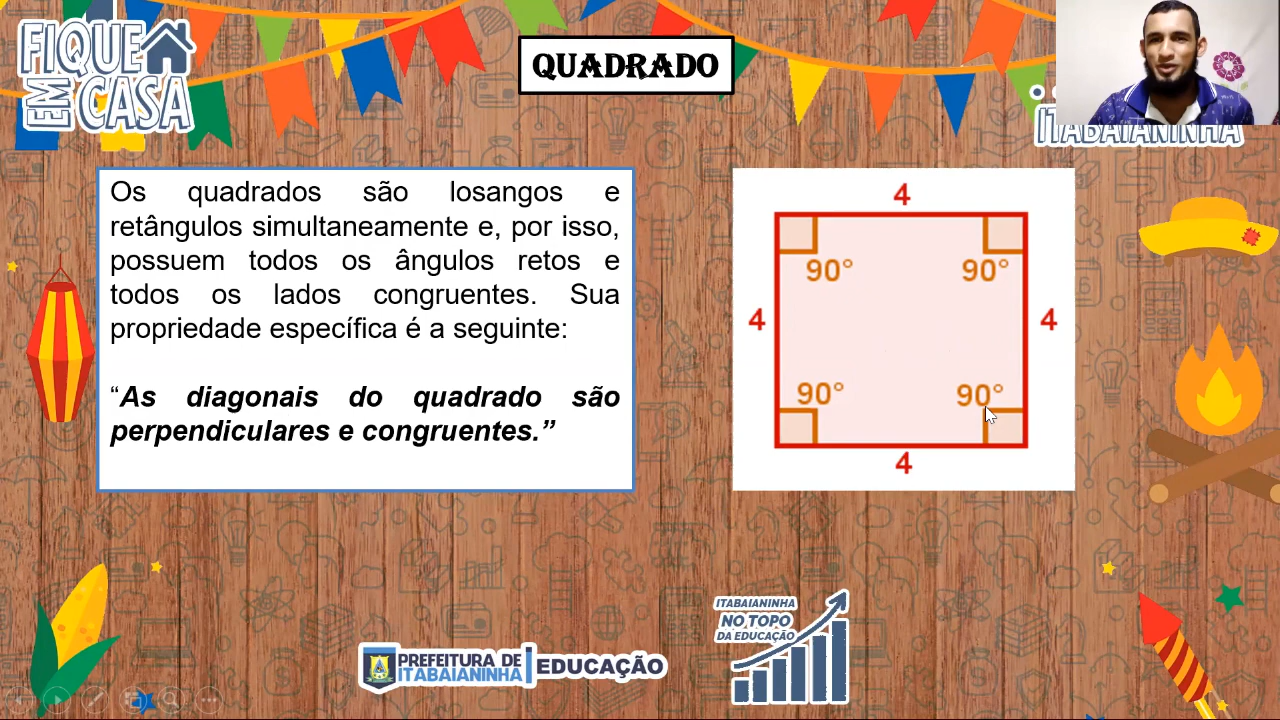 FIQUE
EM CASA
QUADRADO
ITABAIANINHA
Os quadrados são losangos e
retângulos simultaneamente e, por isso,
possuem todos os ângulos retos e
todos os lados congruentes. Sua
propriedade específica é a seguinte:
“As diagonais do quadrado são
perpendiculares e congruentes.”
4
90° 90°
4 4
90° 90°
4
ITABAIANINHA
NO TOPO
DA EDUCAÇÃO
PREFEITURA DE
ITABAIANINHA
EDUCAÇÃO